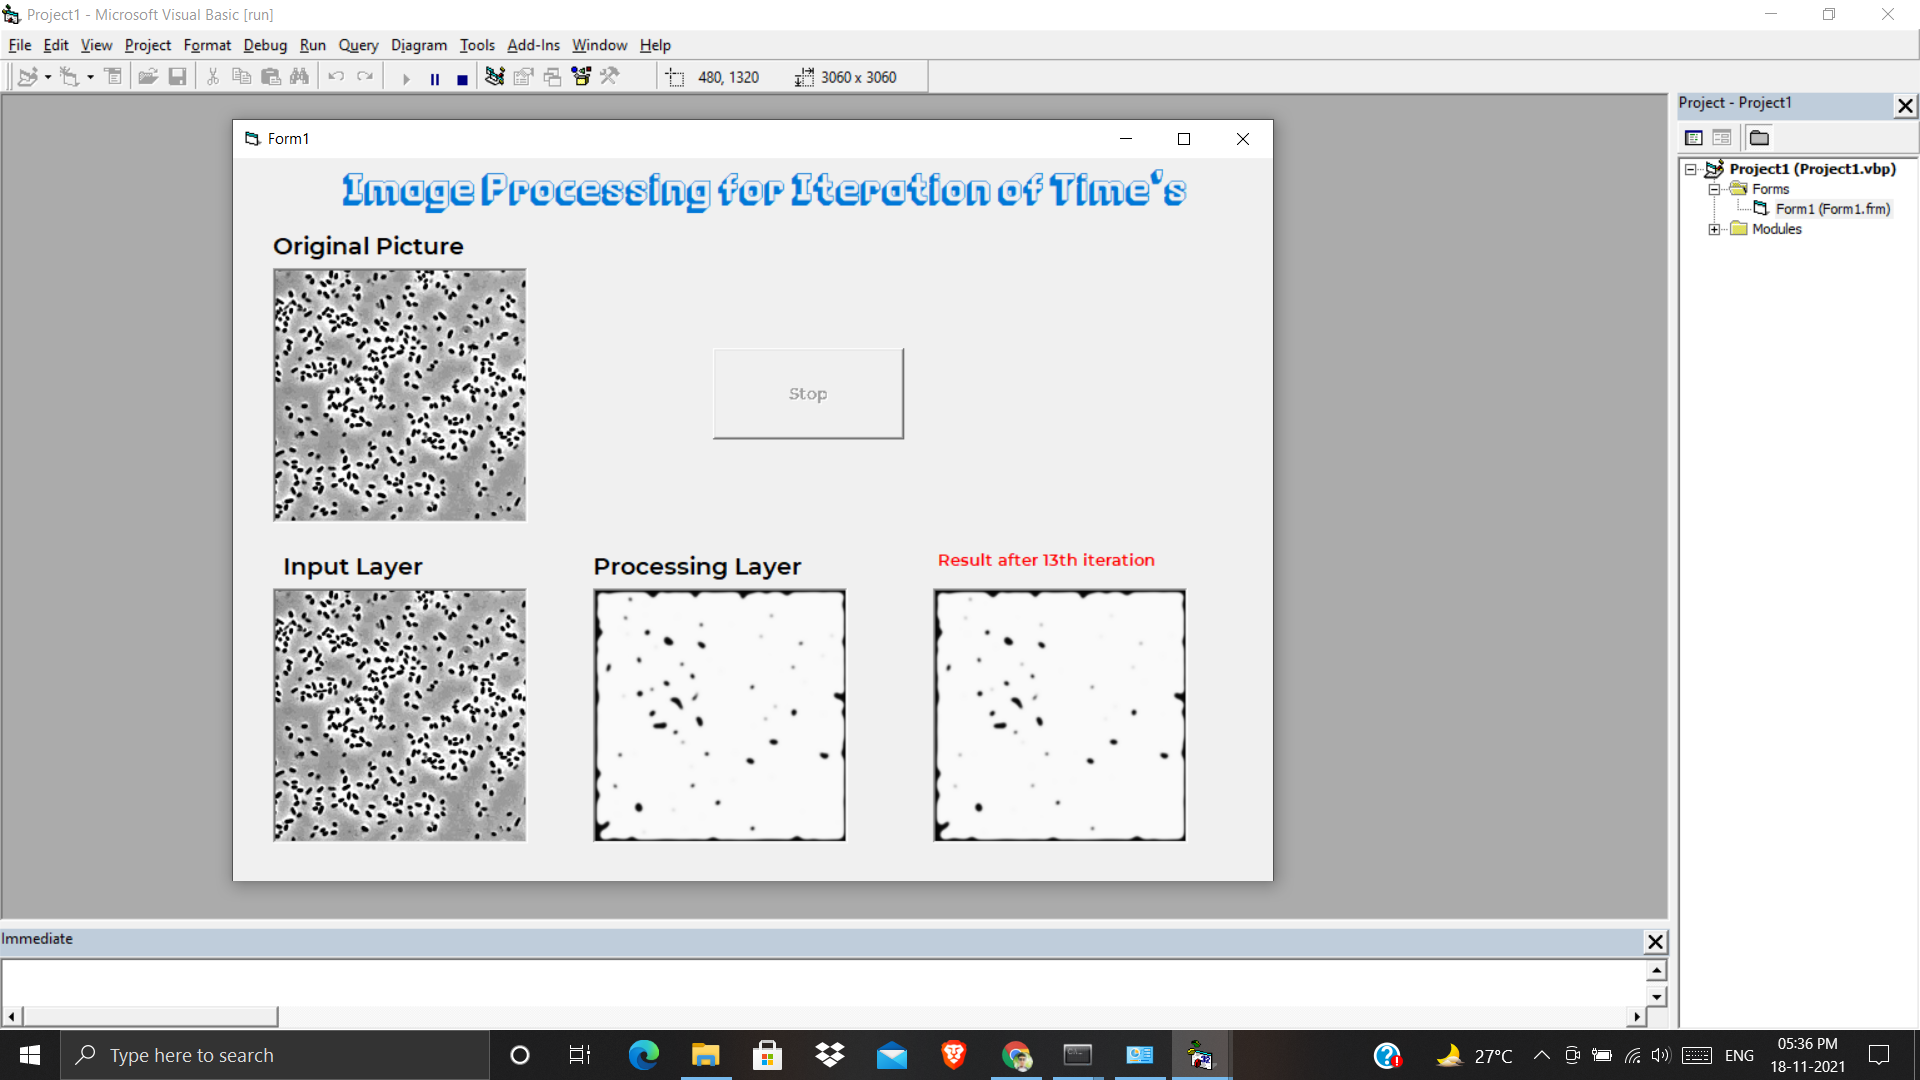 Project1 - Microsoft Visual Basic [run]
File Edit View Project Format Debug Run Query Diagram Tools Add-Ins Window Help
480, 1320 3060 x 3060
Project - Project1
Project1 (Project1.vbp)
Forms
Form1 (Form1.frm)
Modules
Form1
Image Processing for Iteration of Time's
Original Picture
Stop
Input Layer
Processing Layer
Result after 13th iteration
Immediate
Type here to search
27°C
ENG
05:36 PM
18-11-2021